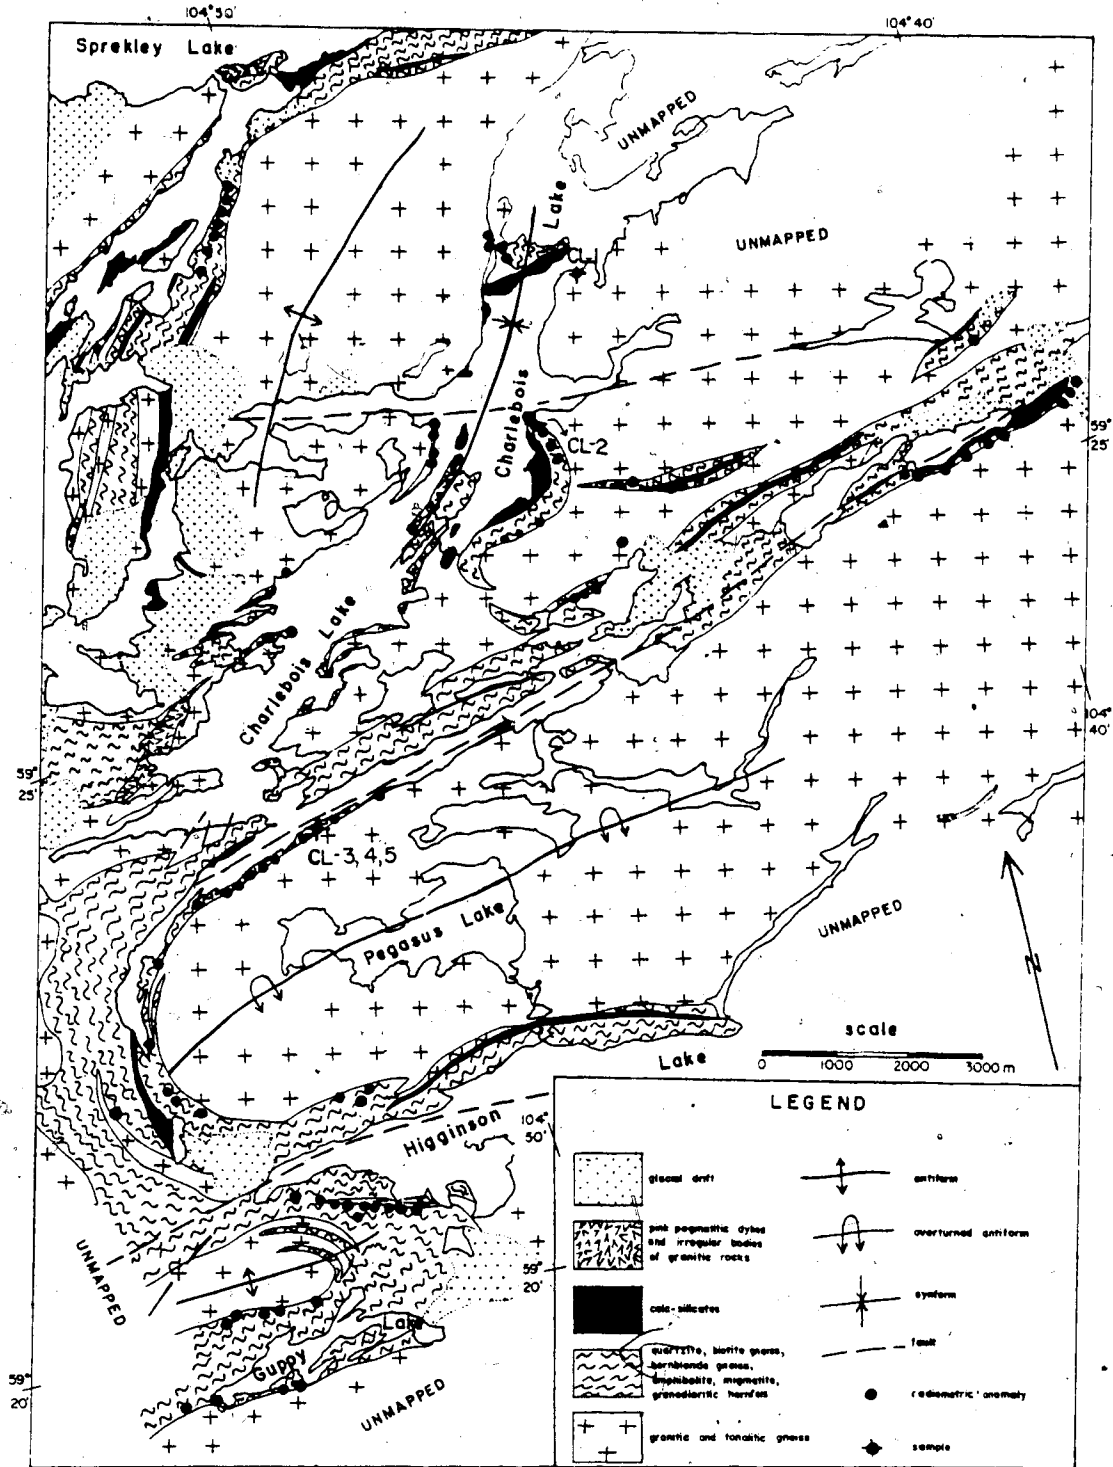 104° 50'
104° 40'
Sprekley Lake
UNMAPPED
Lake
UNMAPPED
CL-1
Charlebois
59°
25'
CL-2
Charlebois Lake
104°
40'
59°
25'
CL-3, 4, 5
Pegasus Lake
UNMAPPED
scale
0 1000 2000 3000 m
Lake
Higginson
104°
50'
UNMAPPED
59°
20'
Lake
Guppy
59°
20'
UNMAPPED
N
LEGEND
glacial drift
pink pegmatitic dykes
and irregular bodies
of granitic rocks
calc-silicates
quartzite, biotite gneiss,
hornblende gneiss,
amphibolite, migmatite,
granodioritic hornfels
granitic and tonalitic gneiss
antiform
overturned antiform
synform
fault
radiometric anomaly
sample